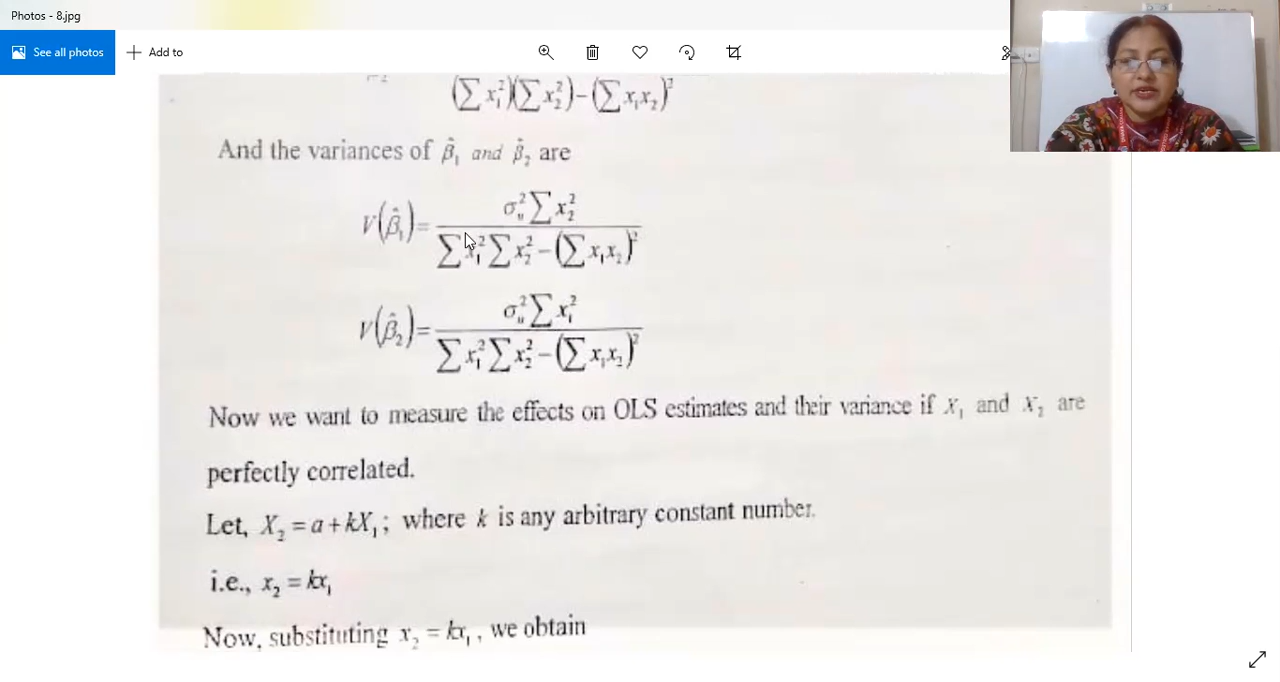 Photos - 8.jpg
See all photos
Add to
(∑x₁²)(∑x₂²)−(∑x₁x₂)²
And the variances of β̂₁ and β̂₂ are
V(β̂₁)= σᵤ²∑x₂²
∑x₁²∑x₂²−(∑x₁x₂)²
V(β̂₂)= σᵤ²∑x₁²
∑x₁²∑x₂²−(∑x₁x₂)²
Now we want to measure the effects on OLS estimates and their variance if X₁ and X₂ are
perfectly correlated.
Let, X₂ = a + kX₁; where k is any arbitrary constant number.
i.e., x₂ = kx₁
Now, substituting x₂ = kx₁, we obtain